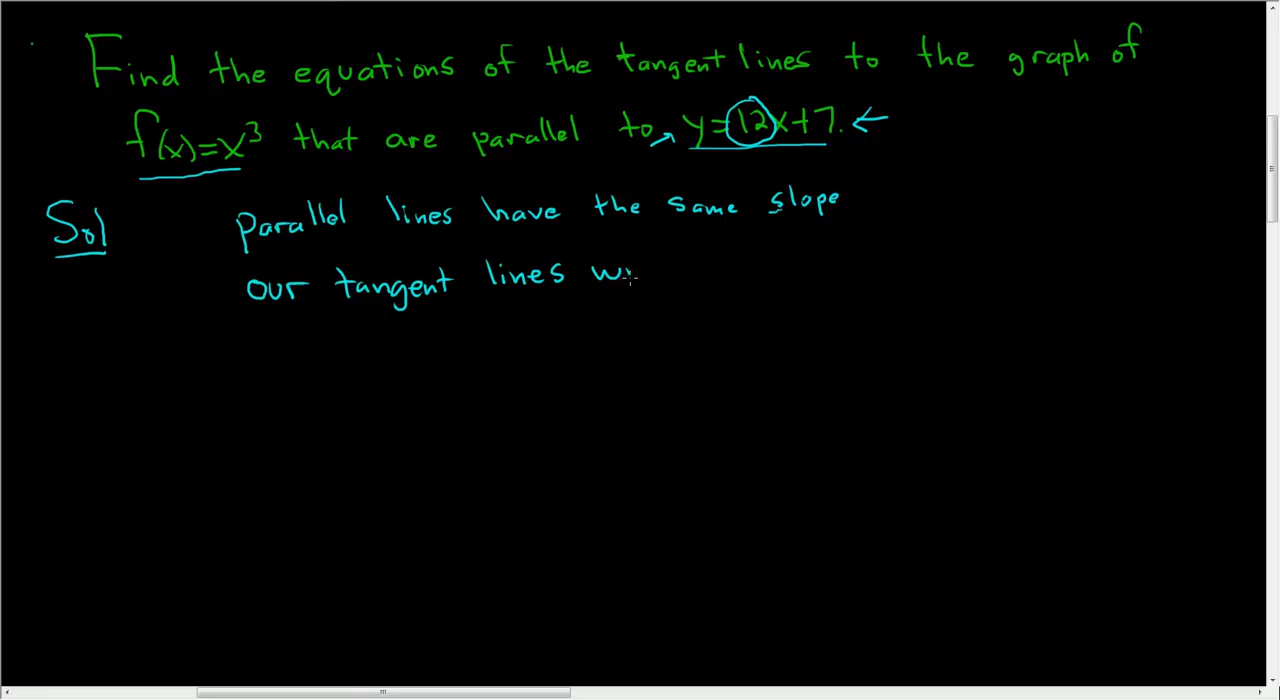 Find the equations of the tangent lines to the graph of
f(x)=x³ that are parallel to y=12x+7.
Sol
parallel lines have the same slope
our tangent lines wi